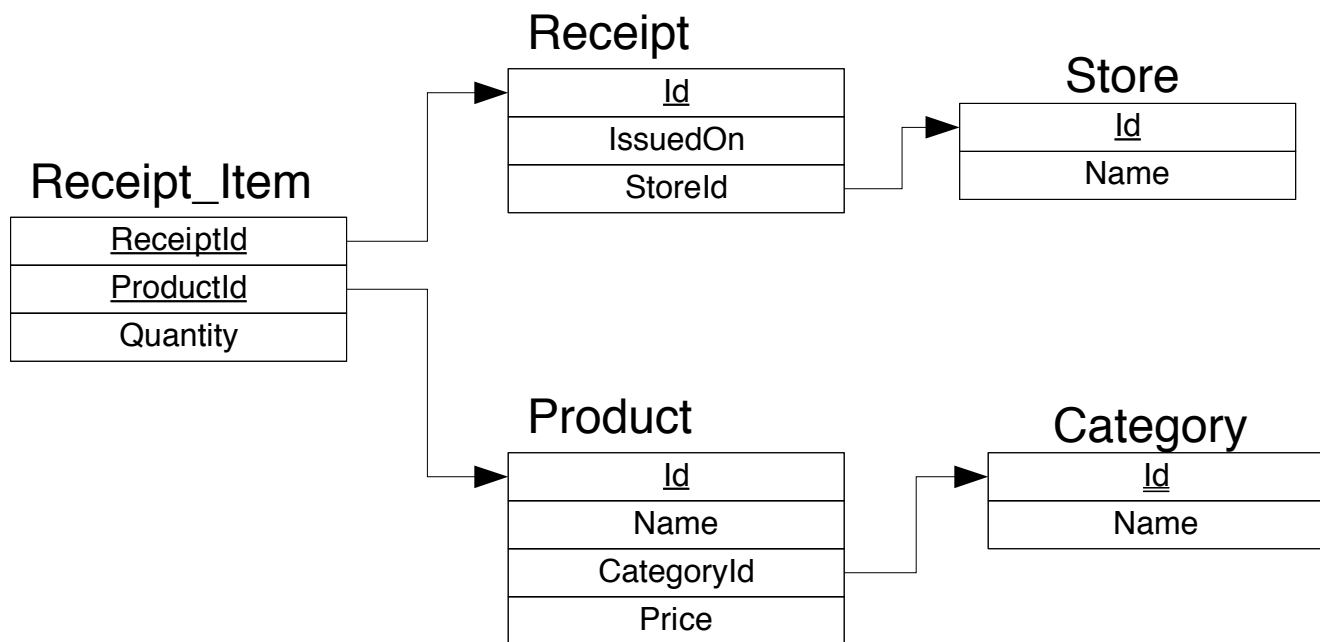 Receipt
Id
IssuedOn
StoreId
Store
Id
Name
Receipt_Item
ReceiptId
ProductId
Quantity
Product
Id
Name
CategoryId
Price
Category
Id
Name